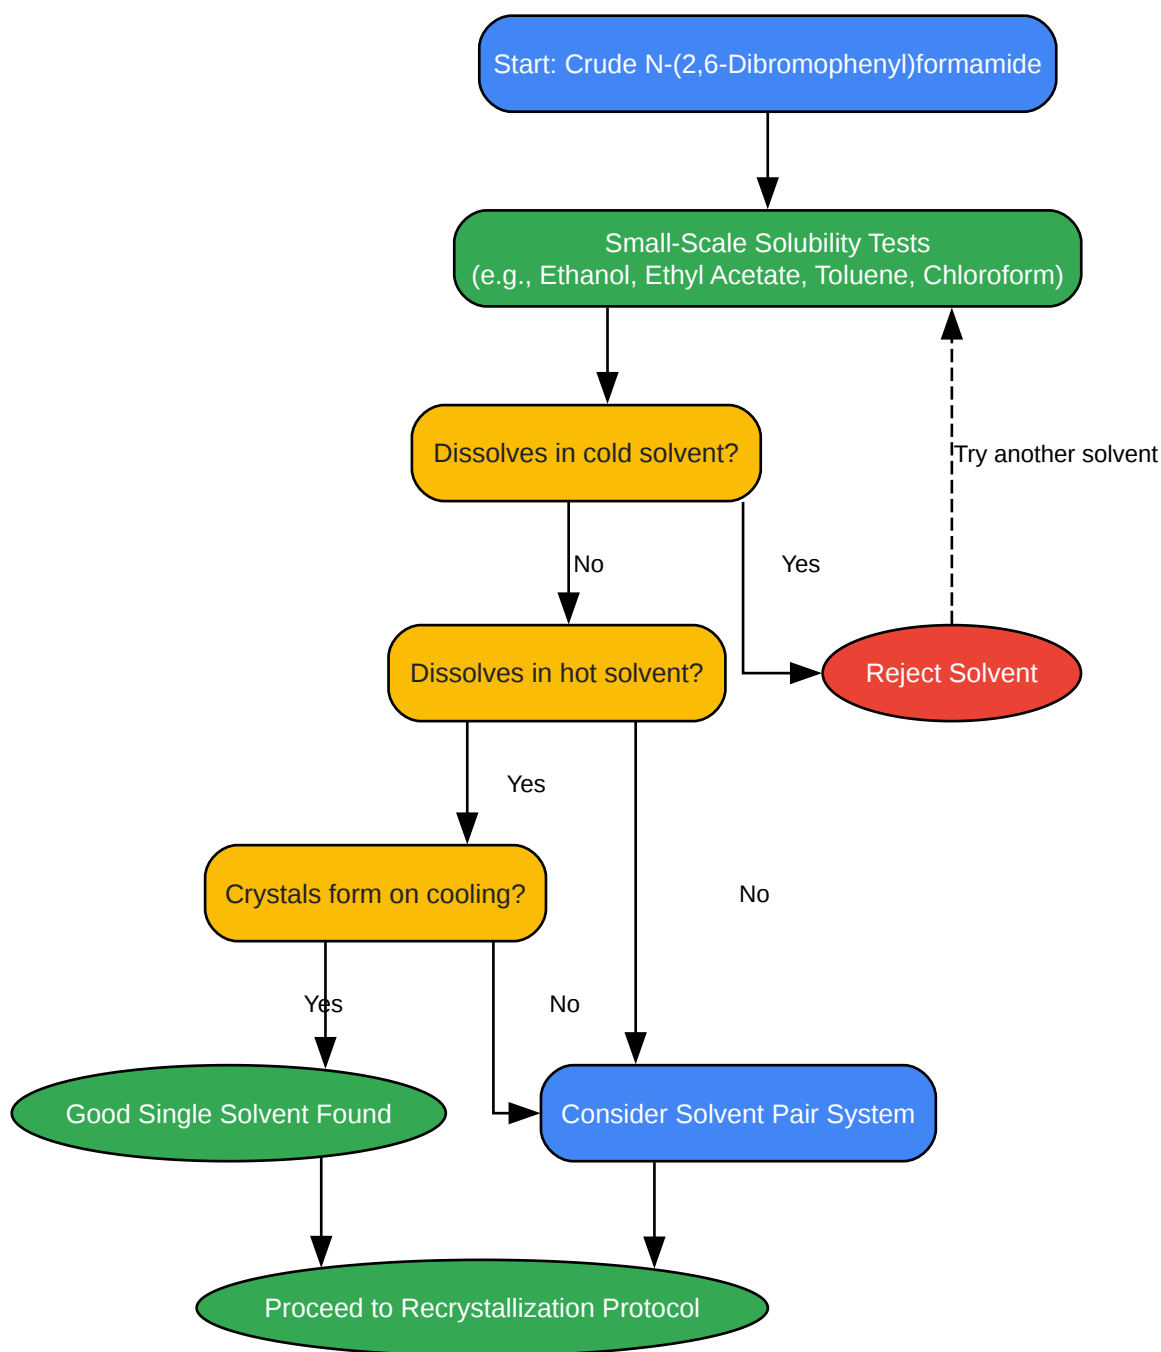 Start: Crude N-(2,6-Dibromophenyl)formamide
Small-Scale Solubility Tests
(e.g., Ethanol, Ethyl Acetate, Toluene, Chloroform)
Dissolves in cold solvent?
Try another solvent
No
Yes
Dissolves in hot solvent?
Reject Solvent
Yes
Crystals form on cooling?
No
Yes
No
Good Single Solvent Found
Consider Solvent Pair System
Proceed to Recrystallization Protocol